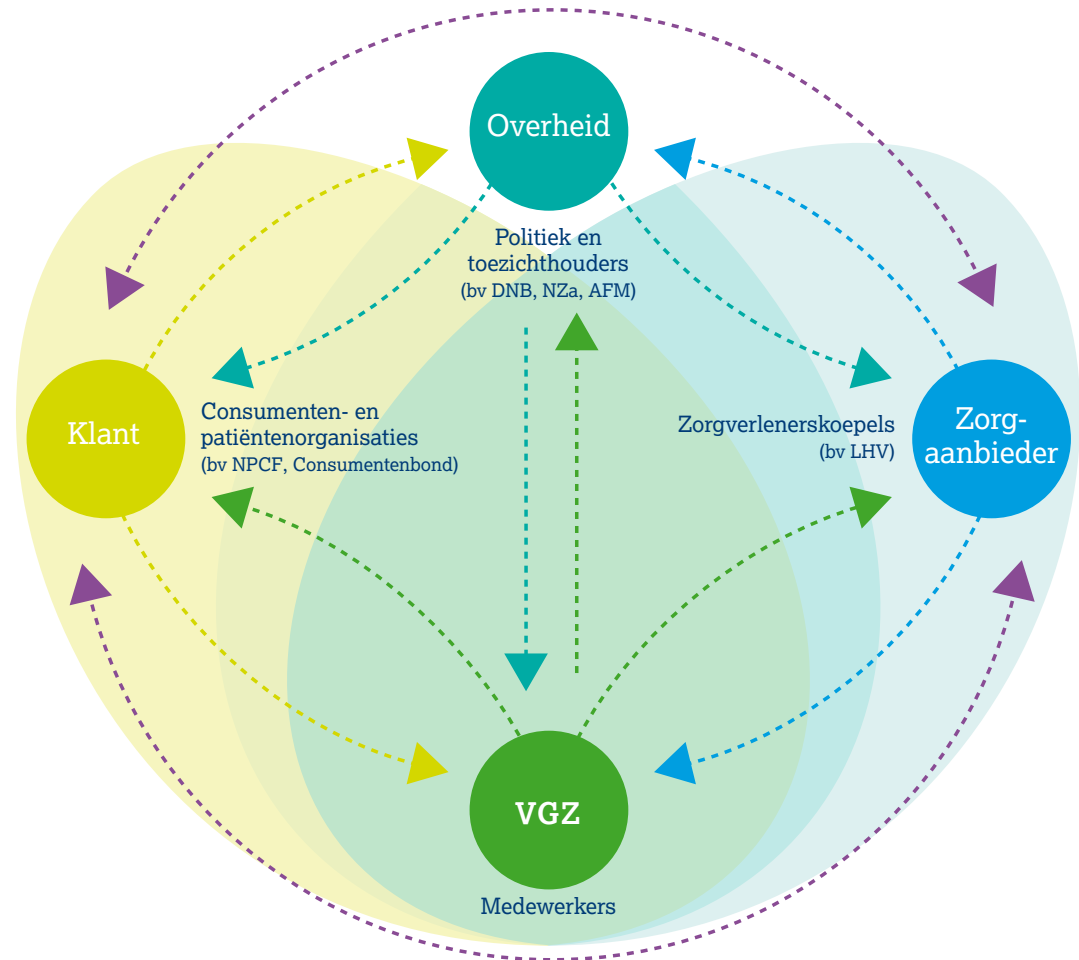 Overheid
Politiek en
toezichthouders
(bv DNB, NZa, AFM)
Klant
Consumenten- en
patiëntenorganisaties
(bv NPCF, Consumentenbond)
Zorgverlenerskoepels
(bv LHV)
Zorg-
aanbieder
VGZ
Medewerkers